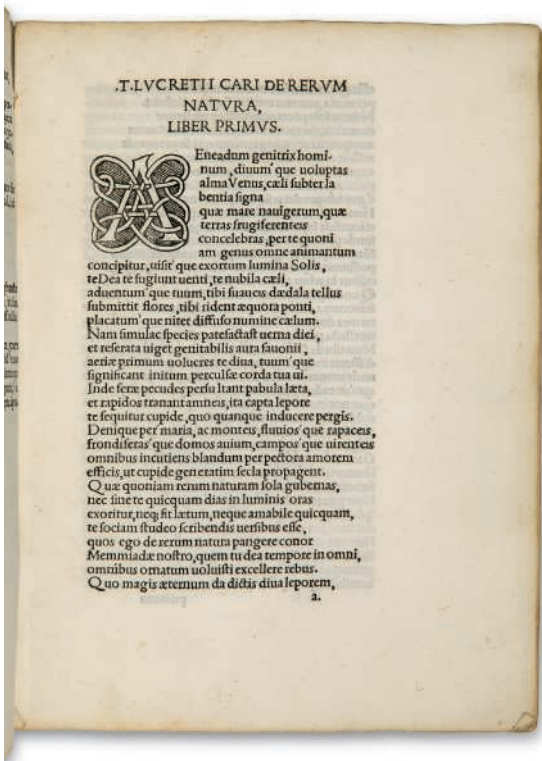 .T.LVCRETII CARI DE RERVM
NATVRA,
LIBER PRIMVS.
AEneadum genitrix homi-
num, diuum´que uoluptas
alma Venus, cæli subter la
bentia signa
quæ mare nauigerum, quæ
terras frugiferenteis
concelebras, per te quoni
am genus omne animantum
concipitur, uisit´que exortum lumina Solis,
te Dea te fugiunt uenti, te nubila cæli,
aduentum´que tuum, tibi suaueis dædala tellus
submittit flores, tibi rident æquora ponti,
placatum´que nitet diffuso numine cælum.
Nam simulac species patefactast uerna diei,
et reserata uiget genitabilis aura fauonii,
aeriæ primum uolucres te diua, tuum´que
significant initum perculsæ corda tua ui.
Inde feræ pecudes persultant pabula læta,
et rapidos tranant amneis, ita capta lepore
te sequitur cupide, quo quanque inducere pergis.
Denique per maria, ac monteis, fluuios´que rapaceis,
frondiferas´que domos auium, campos´que uirenteis
omnibus incutiens blandum per pectora amorem
efficis, ut cupide generatim secla propagent.
Quæ quoniam rerum naturam sola gubernas,
nec sine te quicquam dias in luminis oras
exoritur, neq; fit lætum, neque amabile quicquam,
te sociam studeo scribendis uersibus esse,
quos ego de rerum natura pangere conor
Memmiadæ nostro, quem tu dea tempore in omni,
omnibus ornatum uoluisti excellere rebus.
Quo magis æternum da dictis diua leporem,
a.